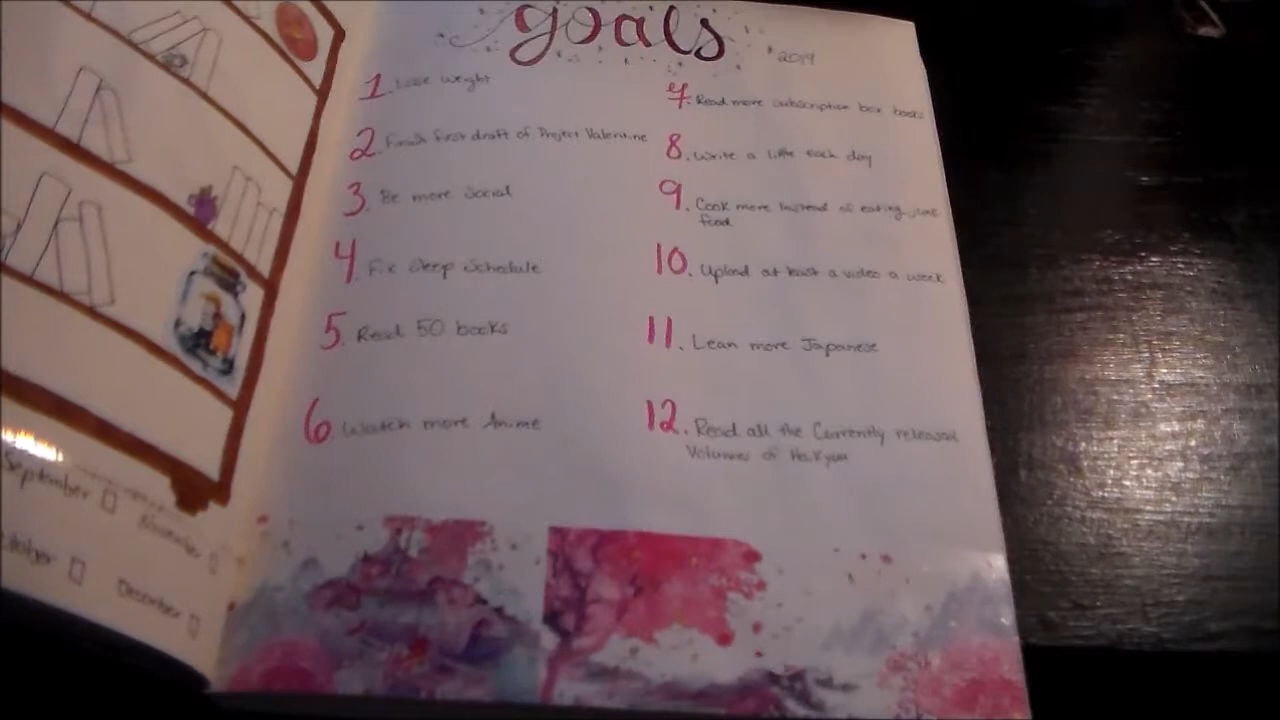 goals
2019
1. Lose Weight
2. Finish first draft of Project Valentine
3. Be more Social
4. Fix Sleep Schedule
5. Read 50 books
6. Watch more Anime
7. Read more subscription box books
8. Write a little each day
9. Cook more instead of eating junk
food
10. Upload at least a video a week
11. Lean more Japanese
12. Read all the Currently released
Volumes of Haikyuu
September
November
October
December